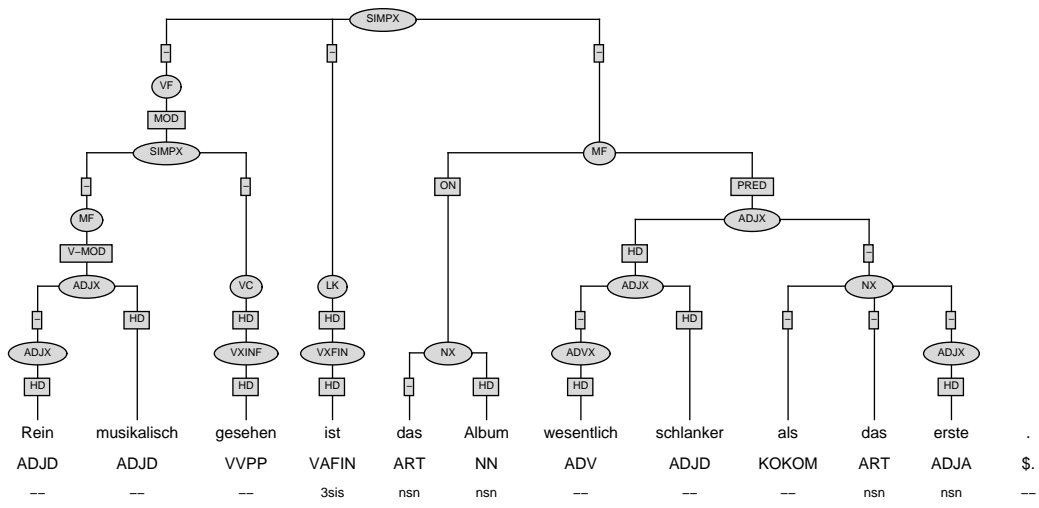 SIMPX
– – –
VF
MOD
SIMPX MF
– – ON PRED
MF ADJX
V–MOD HD –
ADJX VC LK ADJX NX
– HD HD HD – HD – – –
ADJX VXINF VXFIN NX ADVX ADJX
HD HD HD – HD HD HD
Rein musikalisch gesehen ist das Album wesentlich schlanker als das erste .
ADJD ADJD VVPP VAFIN ART NN ADV ADJD KOKOM ART ADJA $.
−− −− −− 3sis nsn nsn −− −− −− nsn nsn −−